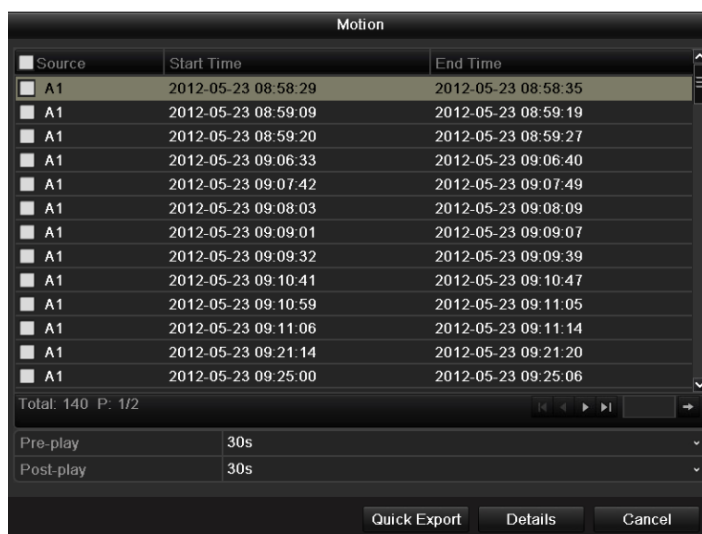 Motion
Source Start Time End Time
A1 2012-05-23 08:58:29 2012-05-23 08:58:35
A1 2012-05-23 08:59:09 2012-05-23 08:59:19
A1 2012-05-23 08:59:20 2012-05-23 08:59:27
A1 2012-05-23 09:06:33 2012-05-23 09:06:40
A1 2012-05-23 09:07:42 2012-05-23 09:07:49
A1 2012-05-23 09:08:03 2012-05-23 09:08:09
A1 2012-05-23 09:09:01 2012-05-23 09:09:07
A1 2012-05-23 09:09:32 2012-05-23 09:09:39
A1 2012-05-23 09:10:41 2012-05-23 09:10:47
A1 2012-05-23 09:10:59 2012-05-23 09:11:05
A1 2012-05-23 09:11:06 2012-05-23 09:11:14
A1 2012-05-23 09:21:14 2012-05-23 09:21:20
A1 2012-05-23 09:25:00 2012-05-23 09:25:06
Total: 140 P: 1/2
Pre-play 30s
Post-play 30s
Quick Export Details Cancel